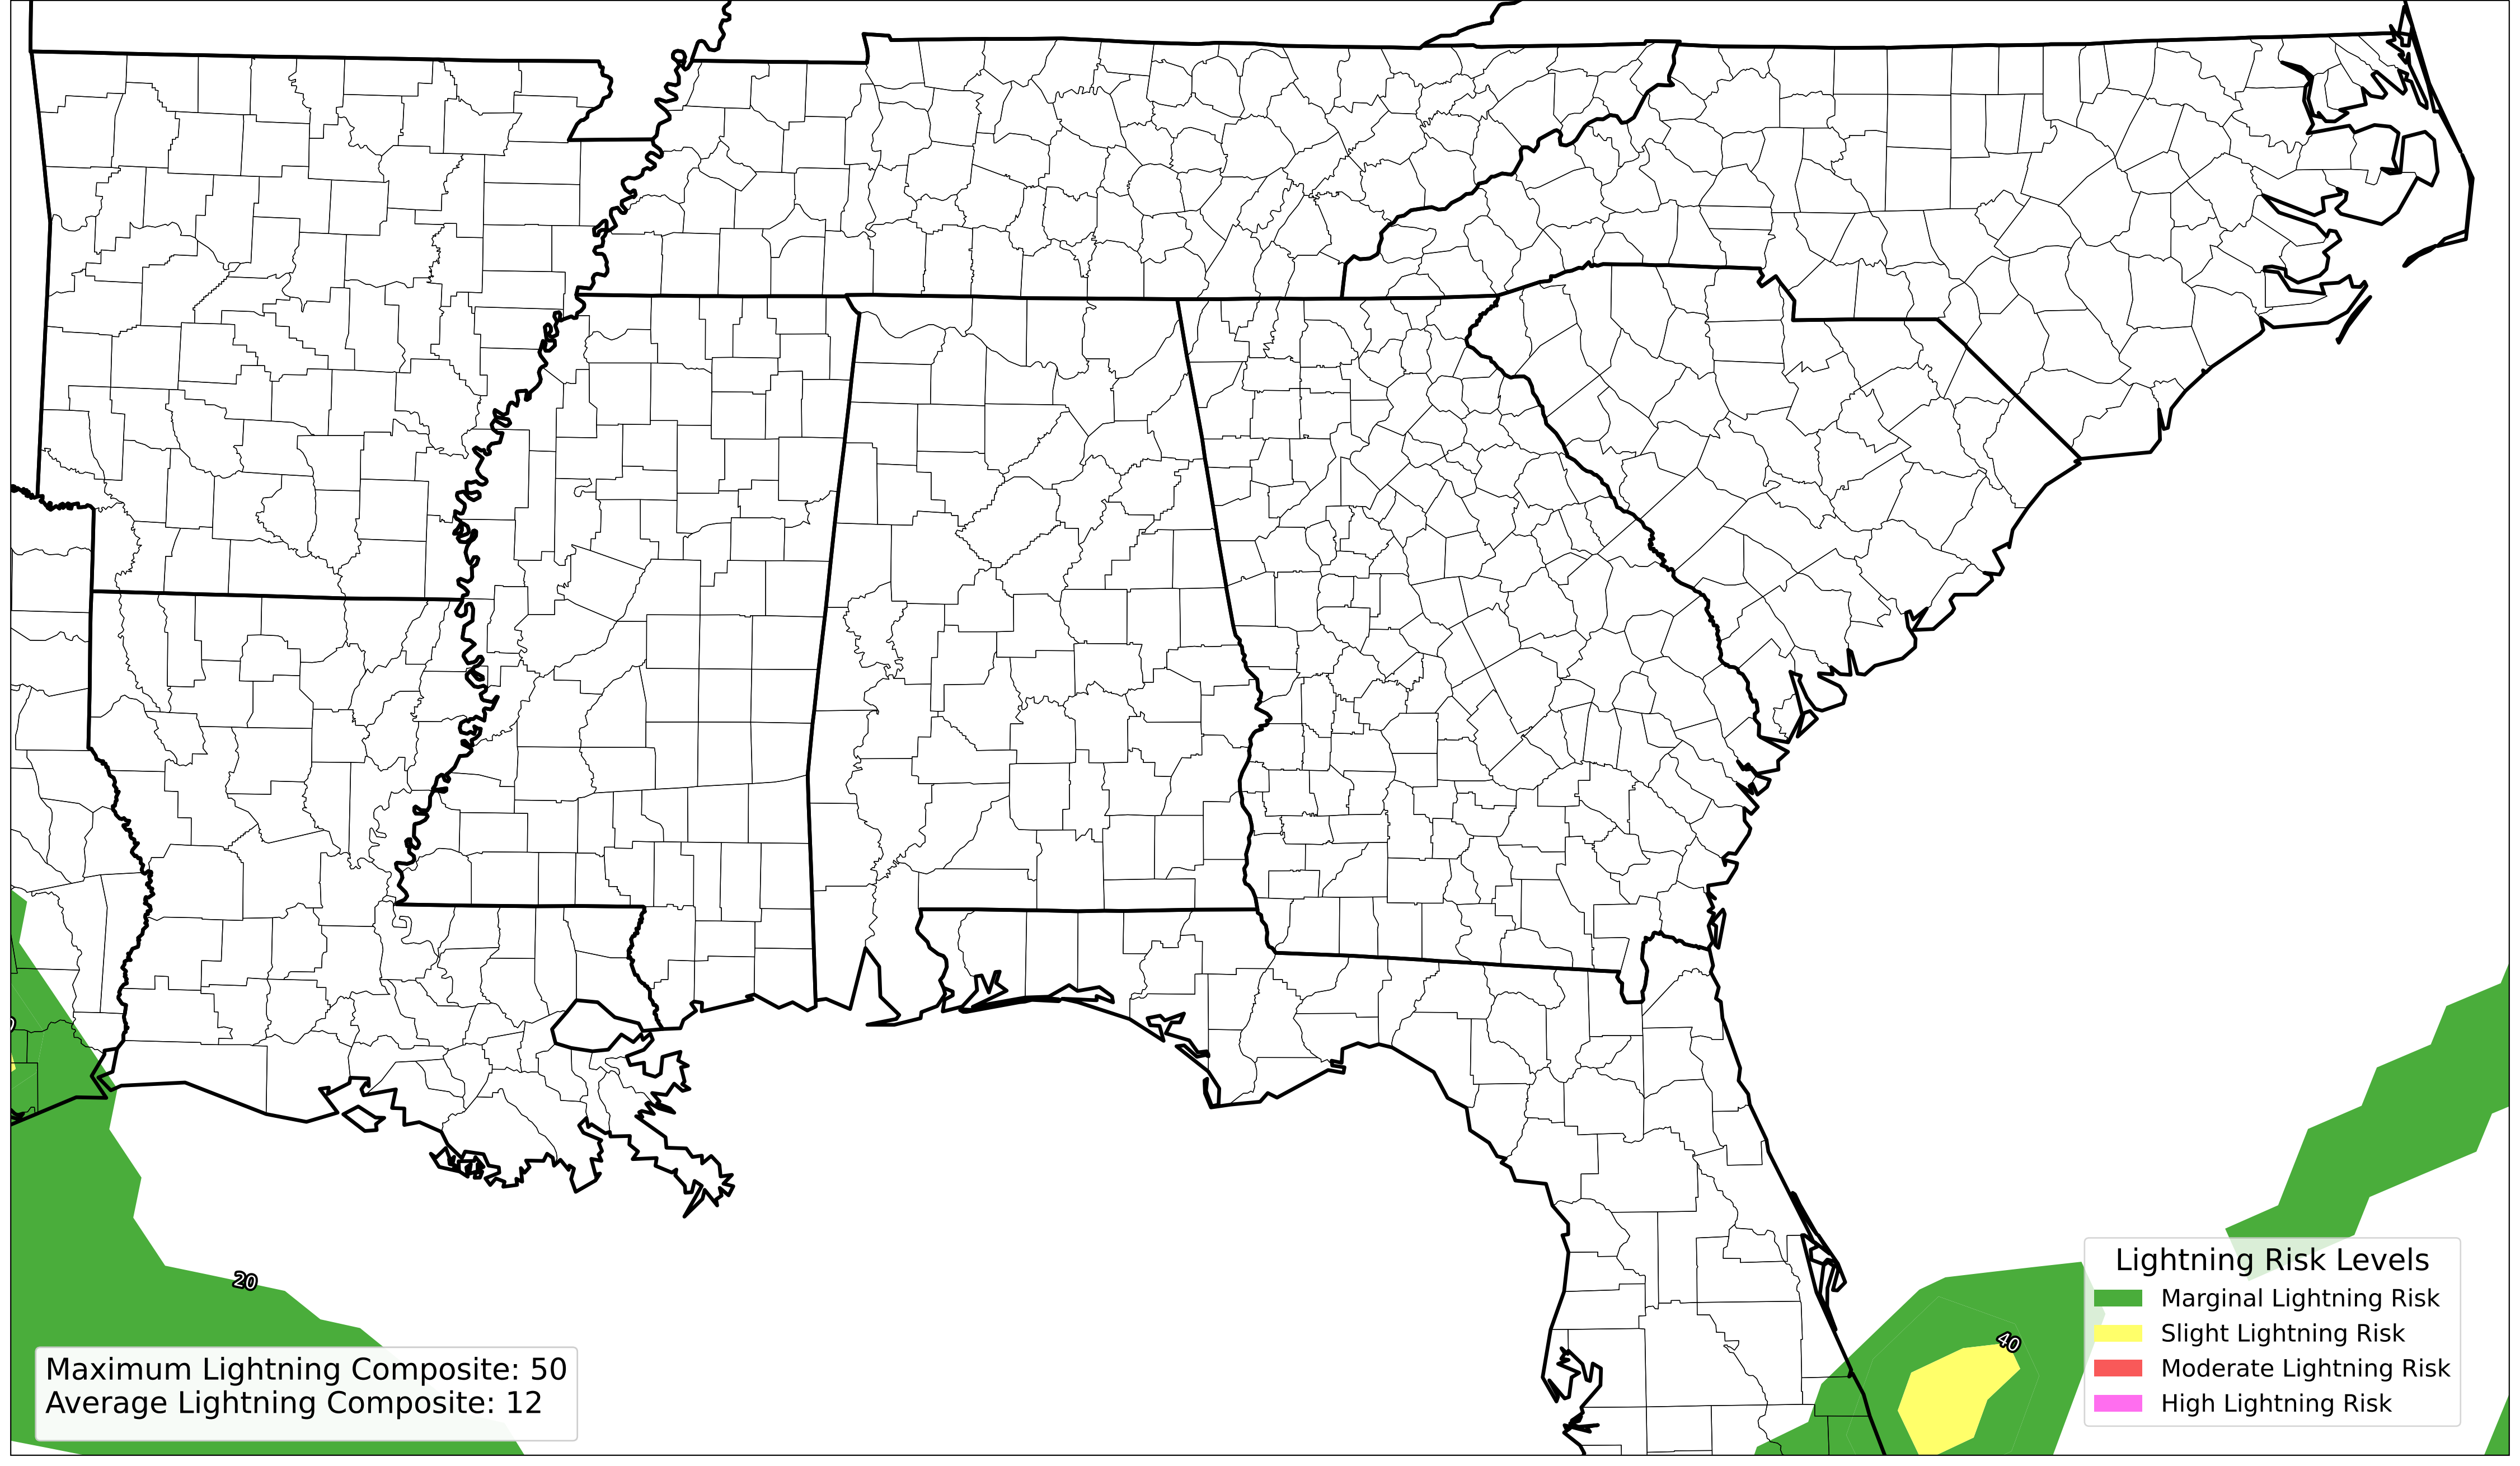 20
40
Maximum Lightning Composite: 50
Average Lightning Composite: 12
Lightning Risk Levels
Marginal Lightning Risk
Slight Lightning Risk
Moderate Lightning Risk
High Lightning Risk